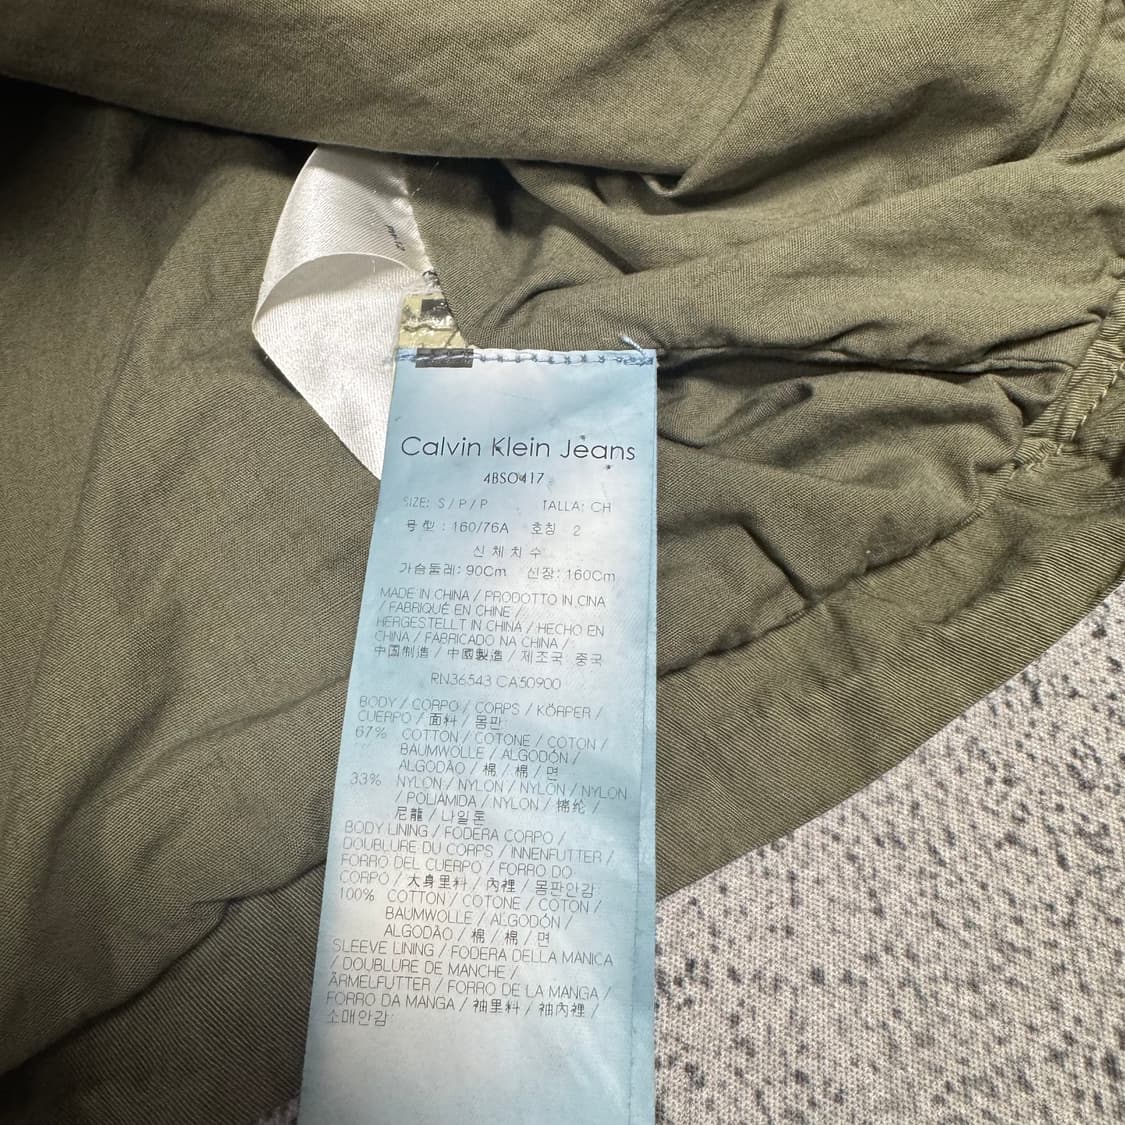 Calvin Klein Jeans
4BSO417
SIZE: S / P / P TALLA: CH
号型 : 160/76A 호칭 2
신체치수
가슴둘레: 90Cm 신장: 160Cm
MADE IN CHINA / PRODOTTO IN CINA
/ FABRIQUÉ EN CHINE /
HERGESTELLT IN CHINA / HECHO EN
CHINA / FABRICADO NA CHINA /
中国制造 / 中國製造 / 제조국: 중국
RN36543 CA50900
BODY / CORPO / CORPS / KÖRPER /
CUERPO / 面料 / 몸판:
67% COTTON / COTONE / COTON /
BAUMWOLLE / ALGODÓN /
ALGODÃO / 棉 / 棉 / 면
33% NYLON / NYLON / NYLON / NYLON
/ POLIAMIDA / NYLON / 锦纶 /
尼龍 / 나일론
BODY LINING / FODERA CORPO /
DOUBLURE DU CORPS / INNENFUTTER /
FORRO DEL CUERPO / FORRO DO
CORPO / 大身里料 / 內裡 / 몸판안감:
100% COTTON / COTONE / COTON /
BAUMWOLLE / ALGODÓN /
ALGODÃO / 棉 / 棉 / 면
SLEEVE LINING / FODERA DELLA MANICA
/ DOUBLURE DE MANCHE /
ÄRMELFUTTER / FORRO DE LA MANGA /
FORRO DA MANGA / 袖里料 / 袖內裡 /
소매안감: